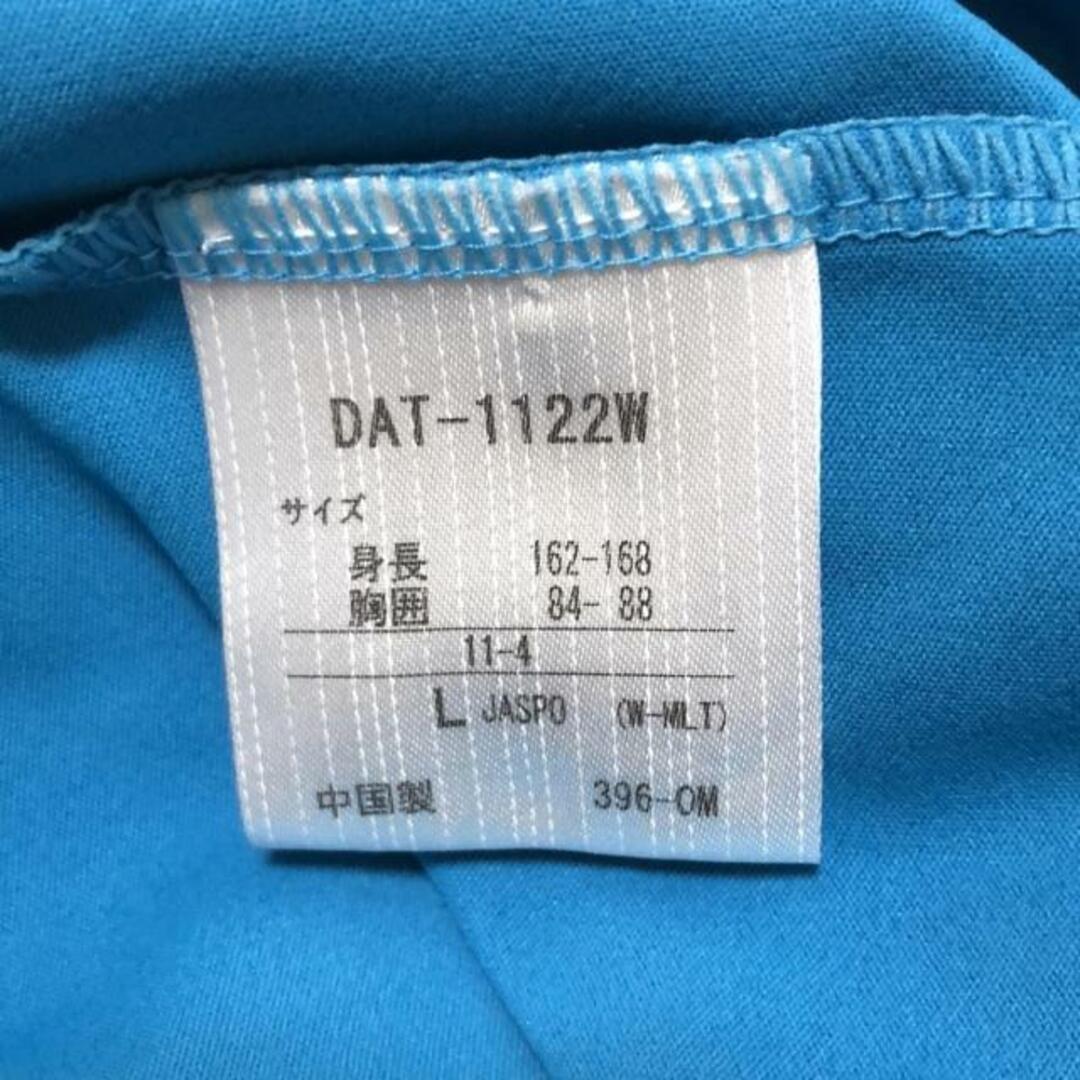 DAT-1122W
サイズ
身長 162-168
胸囲 84- 88
11-4
L JASPO (W-MLT)
中国製 396-OM